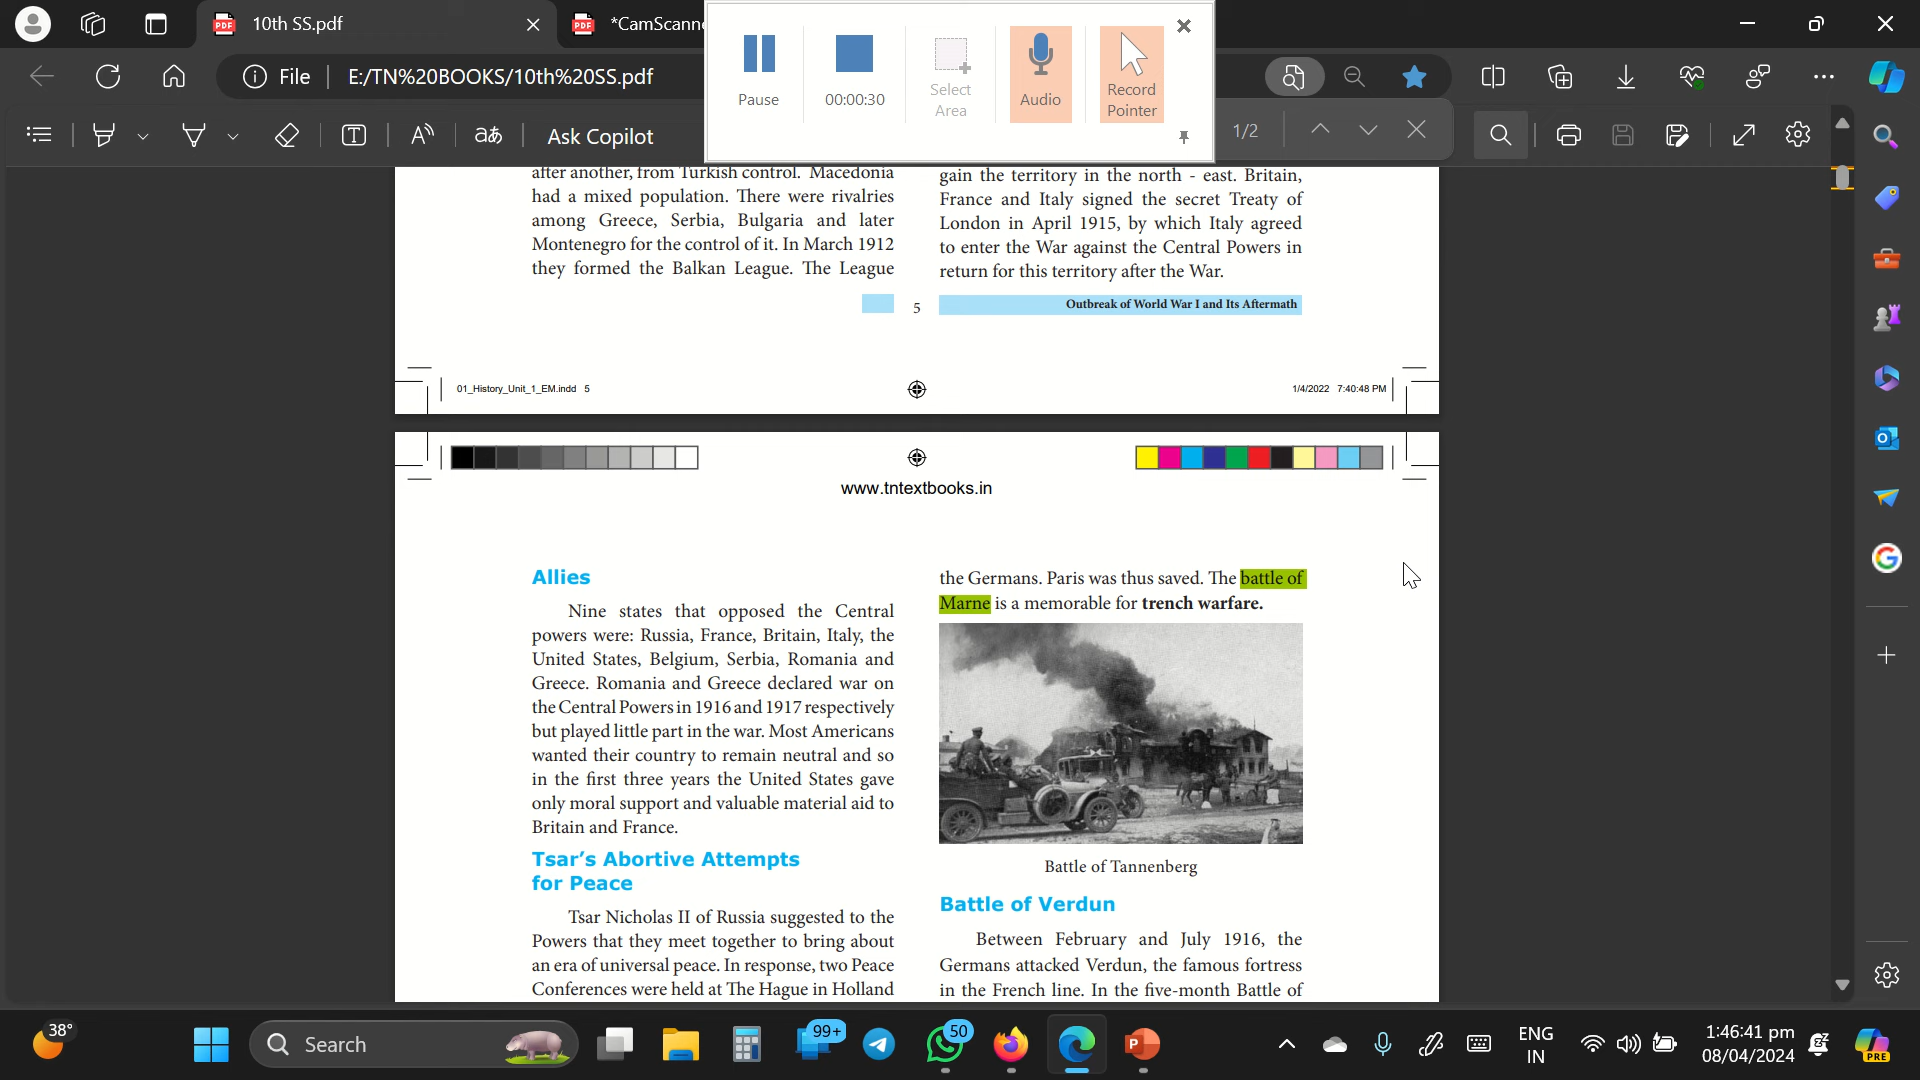 10th SS.pdf
*CamScanne
File
E:/TN%20BOOKS/10th%20SS.pdf
Pause
00:00:30
Select
Area
Audio
Record
Pointer
Ask Copilot
1/2
after another, from Turkish control. Macedonia
had a mixed population. There were rivalries
among Greece, Serbia, Bulgaria and later
Montenegro for the control of it. In March 1912
they formed the Balkan League. The League
gain the territory in the north - east. Britain,
France and Italy signed the secret Treaty of
London in April 1915, by which Italy agreed
to enter the War against the Central Powers in
return for this territory after the War.
5
Outbreak of World War I and Its Aftermath
01_History_Unit_1_EM.indd 5
1/4/2022 7:40:48 PM
www.tntextbooks.in
Allies
Nine states that opposed the Central
powers were: Russia, France, Britain, Italy, the
United States, Belgium, Serbia, Romania and
Greece. Romania and Greece declared war on
the Central Powers in 1916 and 1917 respectively
but played little part in the war. Most Americans
wanted their country to remain neutral and so
in the first three years the United States gave
only moral support and valuable material aid to
Britain and France.
Tsar's Abortive Attempts
for Peace
Tsar Nicholas II of Russia suggested to the
Powers that they meet together to bring about
an era of universal peace. In response, two Peace
Conferences were held at The Hague in Holland
the Germans. Paris was thus saved. The battle of
Marne is a memorable for trench warfare.
Battle of Tannenberg
Battle of Verdun
Between February and July 1916, the
Germans attacked Verdun, the famous fortress
in the French line. In the five-month Battle of
38°
Search
99+
50
ENG
IN
1:46:41 pm
08/04/2024
PRE